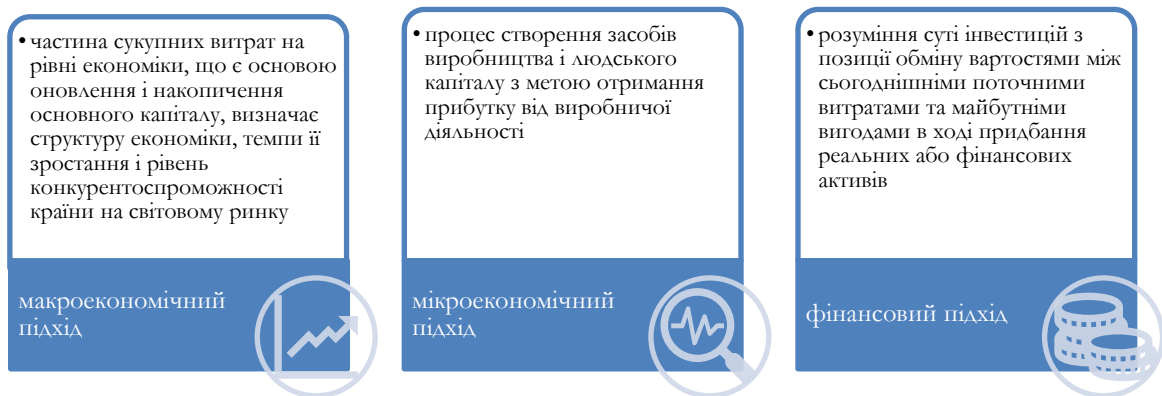 • частина сукупних витрат на
рівні економіки, що є основою
оновлення і накопичення
основного капіталу, визначає
структуру економіки, темпи її
зростання і рівень
конкурентоспроможності
країни на світовому ринку
макроекономічний
підхід
• процес створення засобів
виробництва і людського
капіталу з метою отримання
прибутку від виробничої
діяльності
мікроекономічний
підхід
• розуміння суті інвестицій з
позиції обміну вартостями між
сьогоднішніми поточними
витратами та майбутніми
вигодами в ході придбання
реальних або фінансових
активів
фінансовий підхід